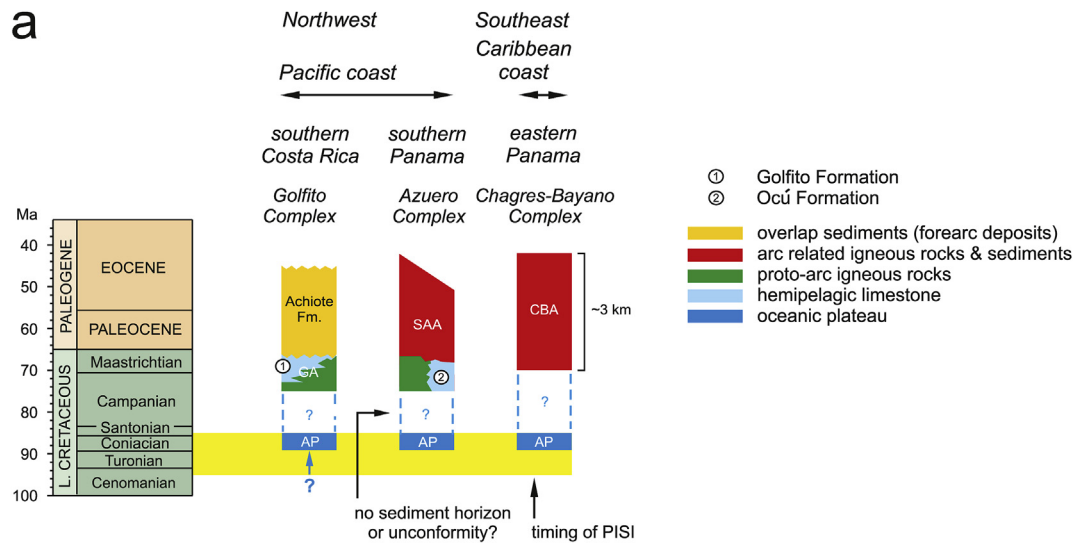 a
Northwest
Southeast
Pacific coast
Caribbean
coast
southern
Costa Rica
southern
Panama
eastern
Panama
Golfito
Complex
Azuero
Complex
Chagres-Bayano
Complex
1 Golfito Formation
2 Ocú Formation
overlap sediments (forearc deposits)
arc related igneous rocks & sediments
proto-arc igneous rocks
hemipelagic limestone
oceanic plateau
Ma
40
50
60
70
80
90
100
PALEOGENE
L. CRETACEOUS
EOCENE
PALEOCENE
Maastrichtian
Campanian
Santonian
Coniacian
Turonian
Cenomanian
Achiote
Fm.
1
GA
?
AP
?
SAA
2
?
AP
CBA
~3 km
?
AP
no sediment horizon
or unconformity?
timing of PISI